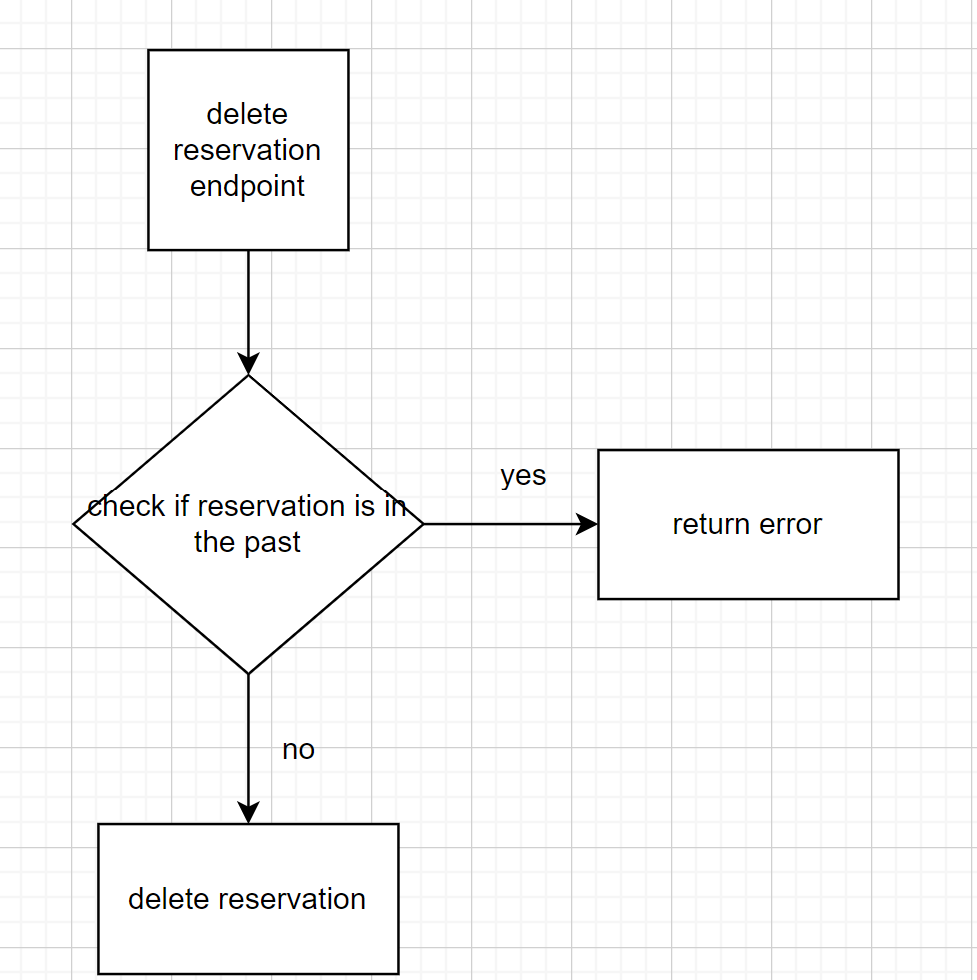 delete
reservation
endpoint
check if reservation is in
the past
yes
return error
no
delete reservation